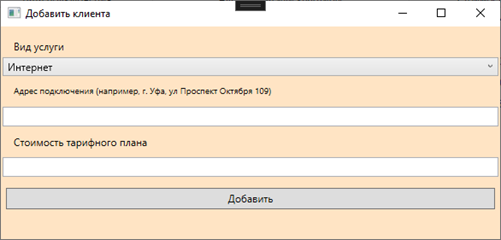 Добавить клиента
Вид услуги
Интернет
Адрес подключения (например, г. Уфа, ул Проспект Октября 109)
Стоимость тарифного плана
Добавить